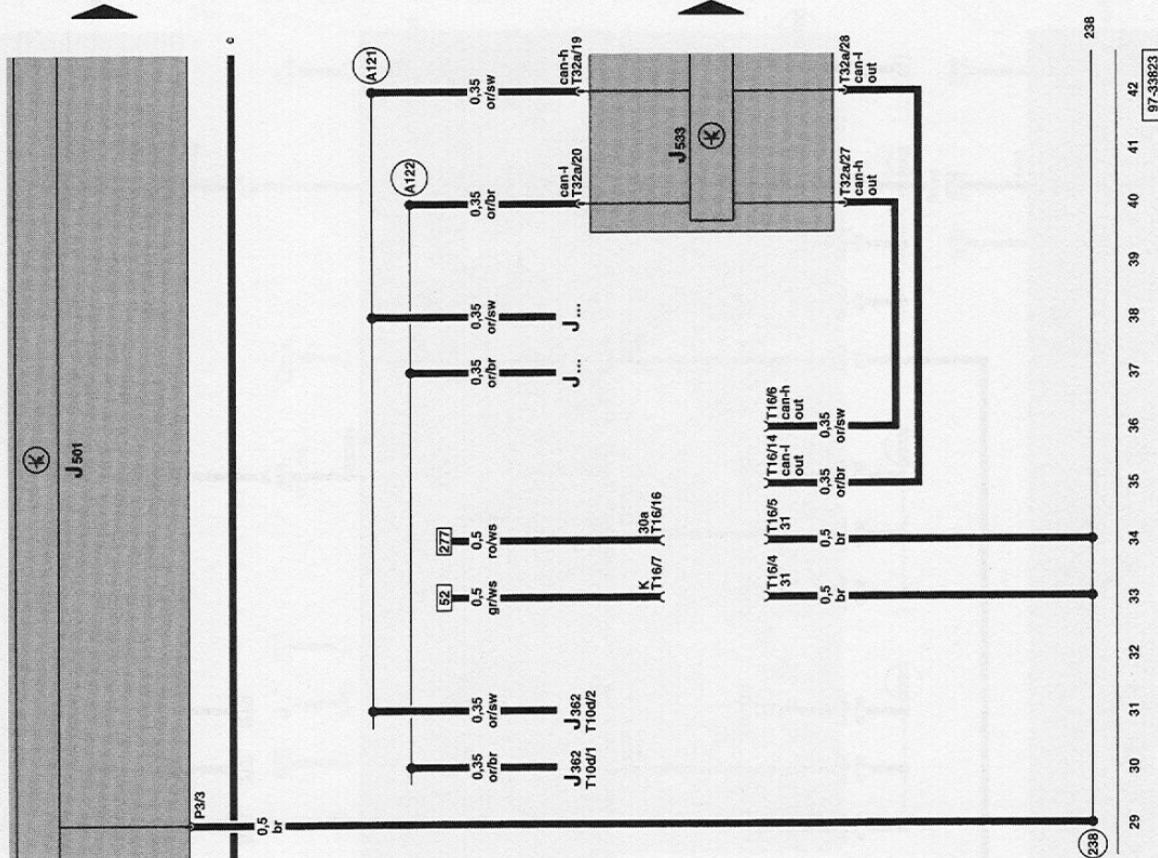 J501
P3/3
c
0,5
br
A121
A122
0,35
or/br
0,35
or/sw
52
0,5
gr/ws
277
0,5
ro/ws
0,35
or/br
0,35
or/sw
0,35
or/br
0,35
or/sw
J362
T10d/1
J362
T10d/2
J...
J...
can-l
T32a/20
can-h
T32a/19
K
T16/7
30a
T16/16
J533
T16/4
31
T16/5
31
T16/14
can-l
out
T16/6
can-h
out
0,5
br
0,5
br
0,35
or/br
0,35
or/sw
T32a/27
can-h
out
T32a/28
can-l
out
238
238
29 30 31 32 33 34 35 36 37 38 39 40 41 42
97-33823